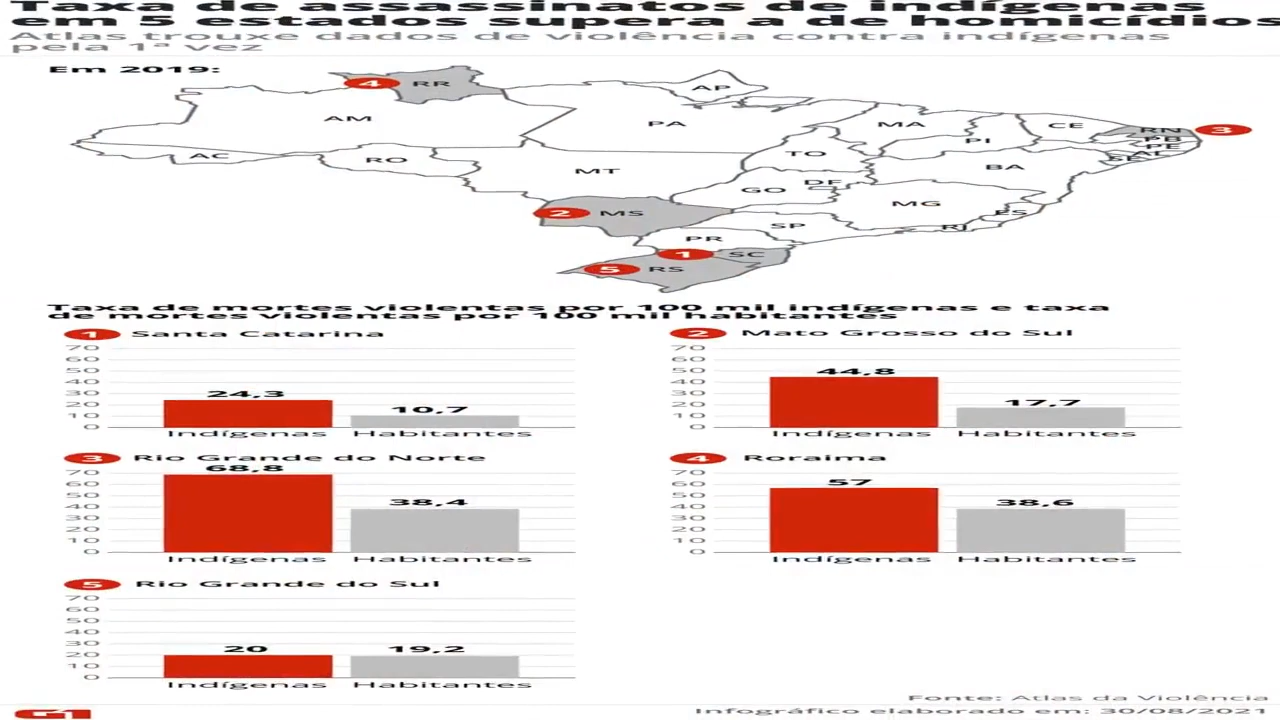 Taxa de assassinatos de indígenas
em 5 estados supera a de homicídios
Atlas trouxe dados de violência contra indígenas
pela 1ª vez
Em 2019:
4 RR
AP
AM
PA
MA
CE
RN 3
PI
PB
PE
AL
SE
AC
RO
TO
BA
MT
GO
DF
MG
2 MS
ES
SP
RJ
PR
1 SC
5 RS
Taxa de mortes violentas por 100 mil indígenas e taxa
de mortes violentas por 100 mil habitantes
1 Santa Catarina
70
60
50
40
30
20
10
0
24,3
10,7
Indígenas Habitantes
2 Mato Grosso do Sul
70
60
50
40
30
20
10
0
44,8
17,7
Indígenas Habitantes
3 Rio Grande do Norte
70
60
50
40
30
20
10
0
68,8
38,4
Indígenas Habitantes
4 Roraima
70
60
50
40
30
20
10
0
57
38,6
Indígenas Habitantes
5 Rio Grande do Sul
70
60
50
40
30
20
10
0
20
19,2
Indígenas Habitantes
Fonte: Atlas da Violência
G1
Infográfico elaborado em: 30/08/2021